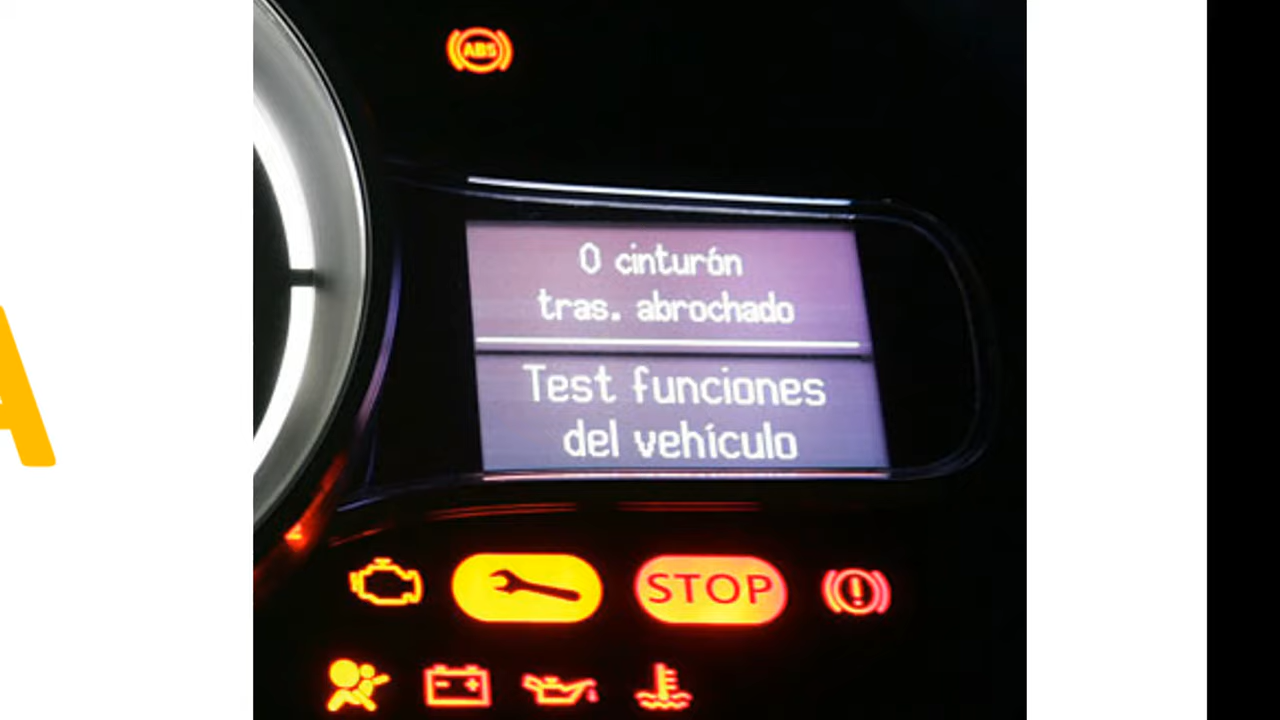 ABS
0 cinturón
tras. abrochado
Test funciones
del vehículo
STOP
A